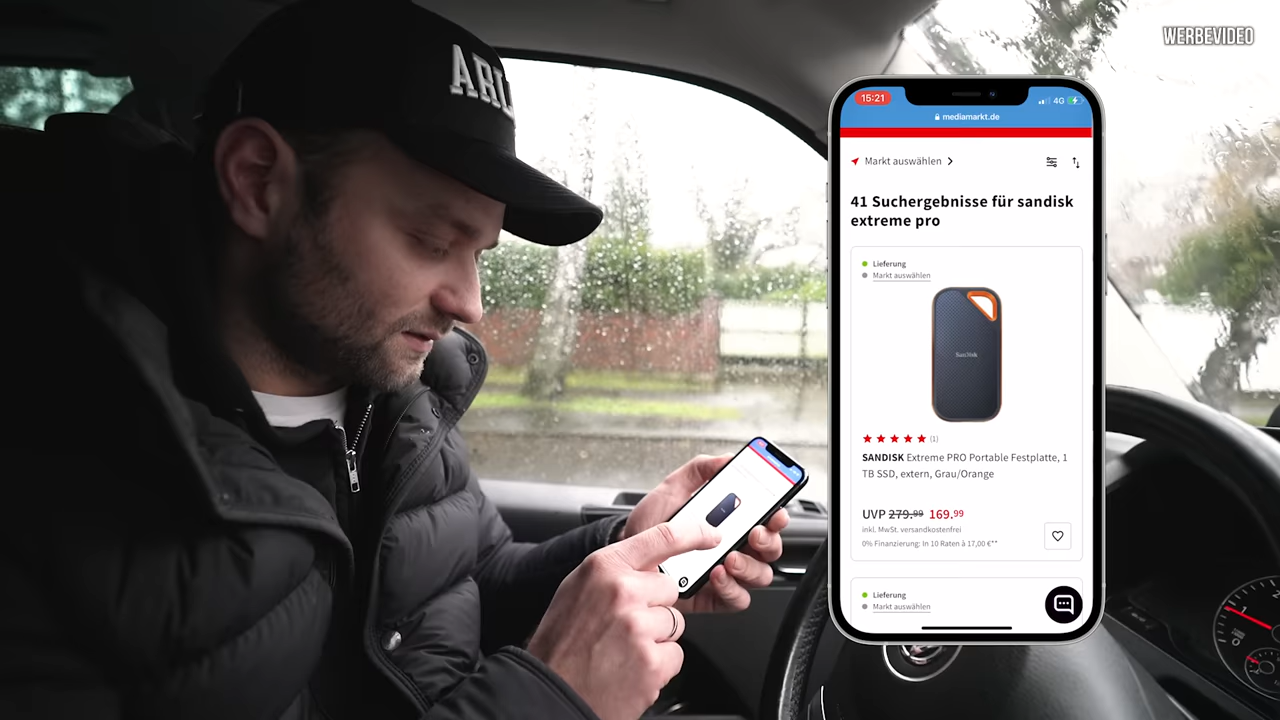 WERBEVIDEO
ARL
15:21
4G
mediamarkt.de
Markt auswählen
41 Suchergebnisse für sandisk
extreme pro
Lieferung
Markt auswählen
SanDisk
(1)
SANDISK Extreme PRO Portable Festplatte, 1
TB SSD, extern, Grau/Orange
UVP 279.99 169.99
inkl. MwSt. versandkostenfrei
0% Finanzierung: In 10 Raten à 17,00 €**
Lieferung
Markt auswählen